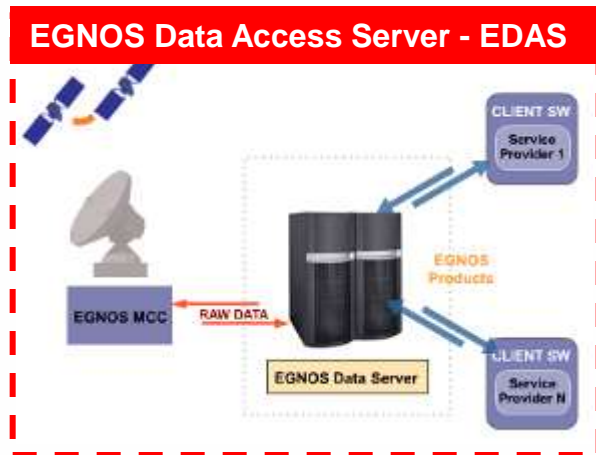 EGNOS Data Access Server - EDAS
CLIENT SW
Service
Provider 1
EGNOS
Products
EGNOS MCC
RAW DATA
EGNOS Data Server
CLIENT SW
Service
Provider N